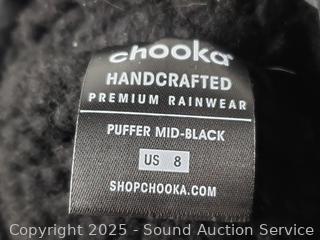 chooka®
HANDCRAFTED
PREMIUM RAINWEAR
PUFFER MID-BLACK
US 8
SHOPCHOOKA.COM
Copyright 2025 - Sound Auction Service